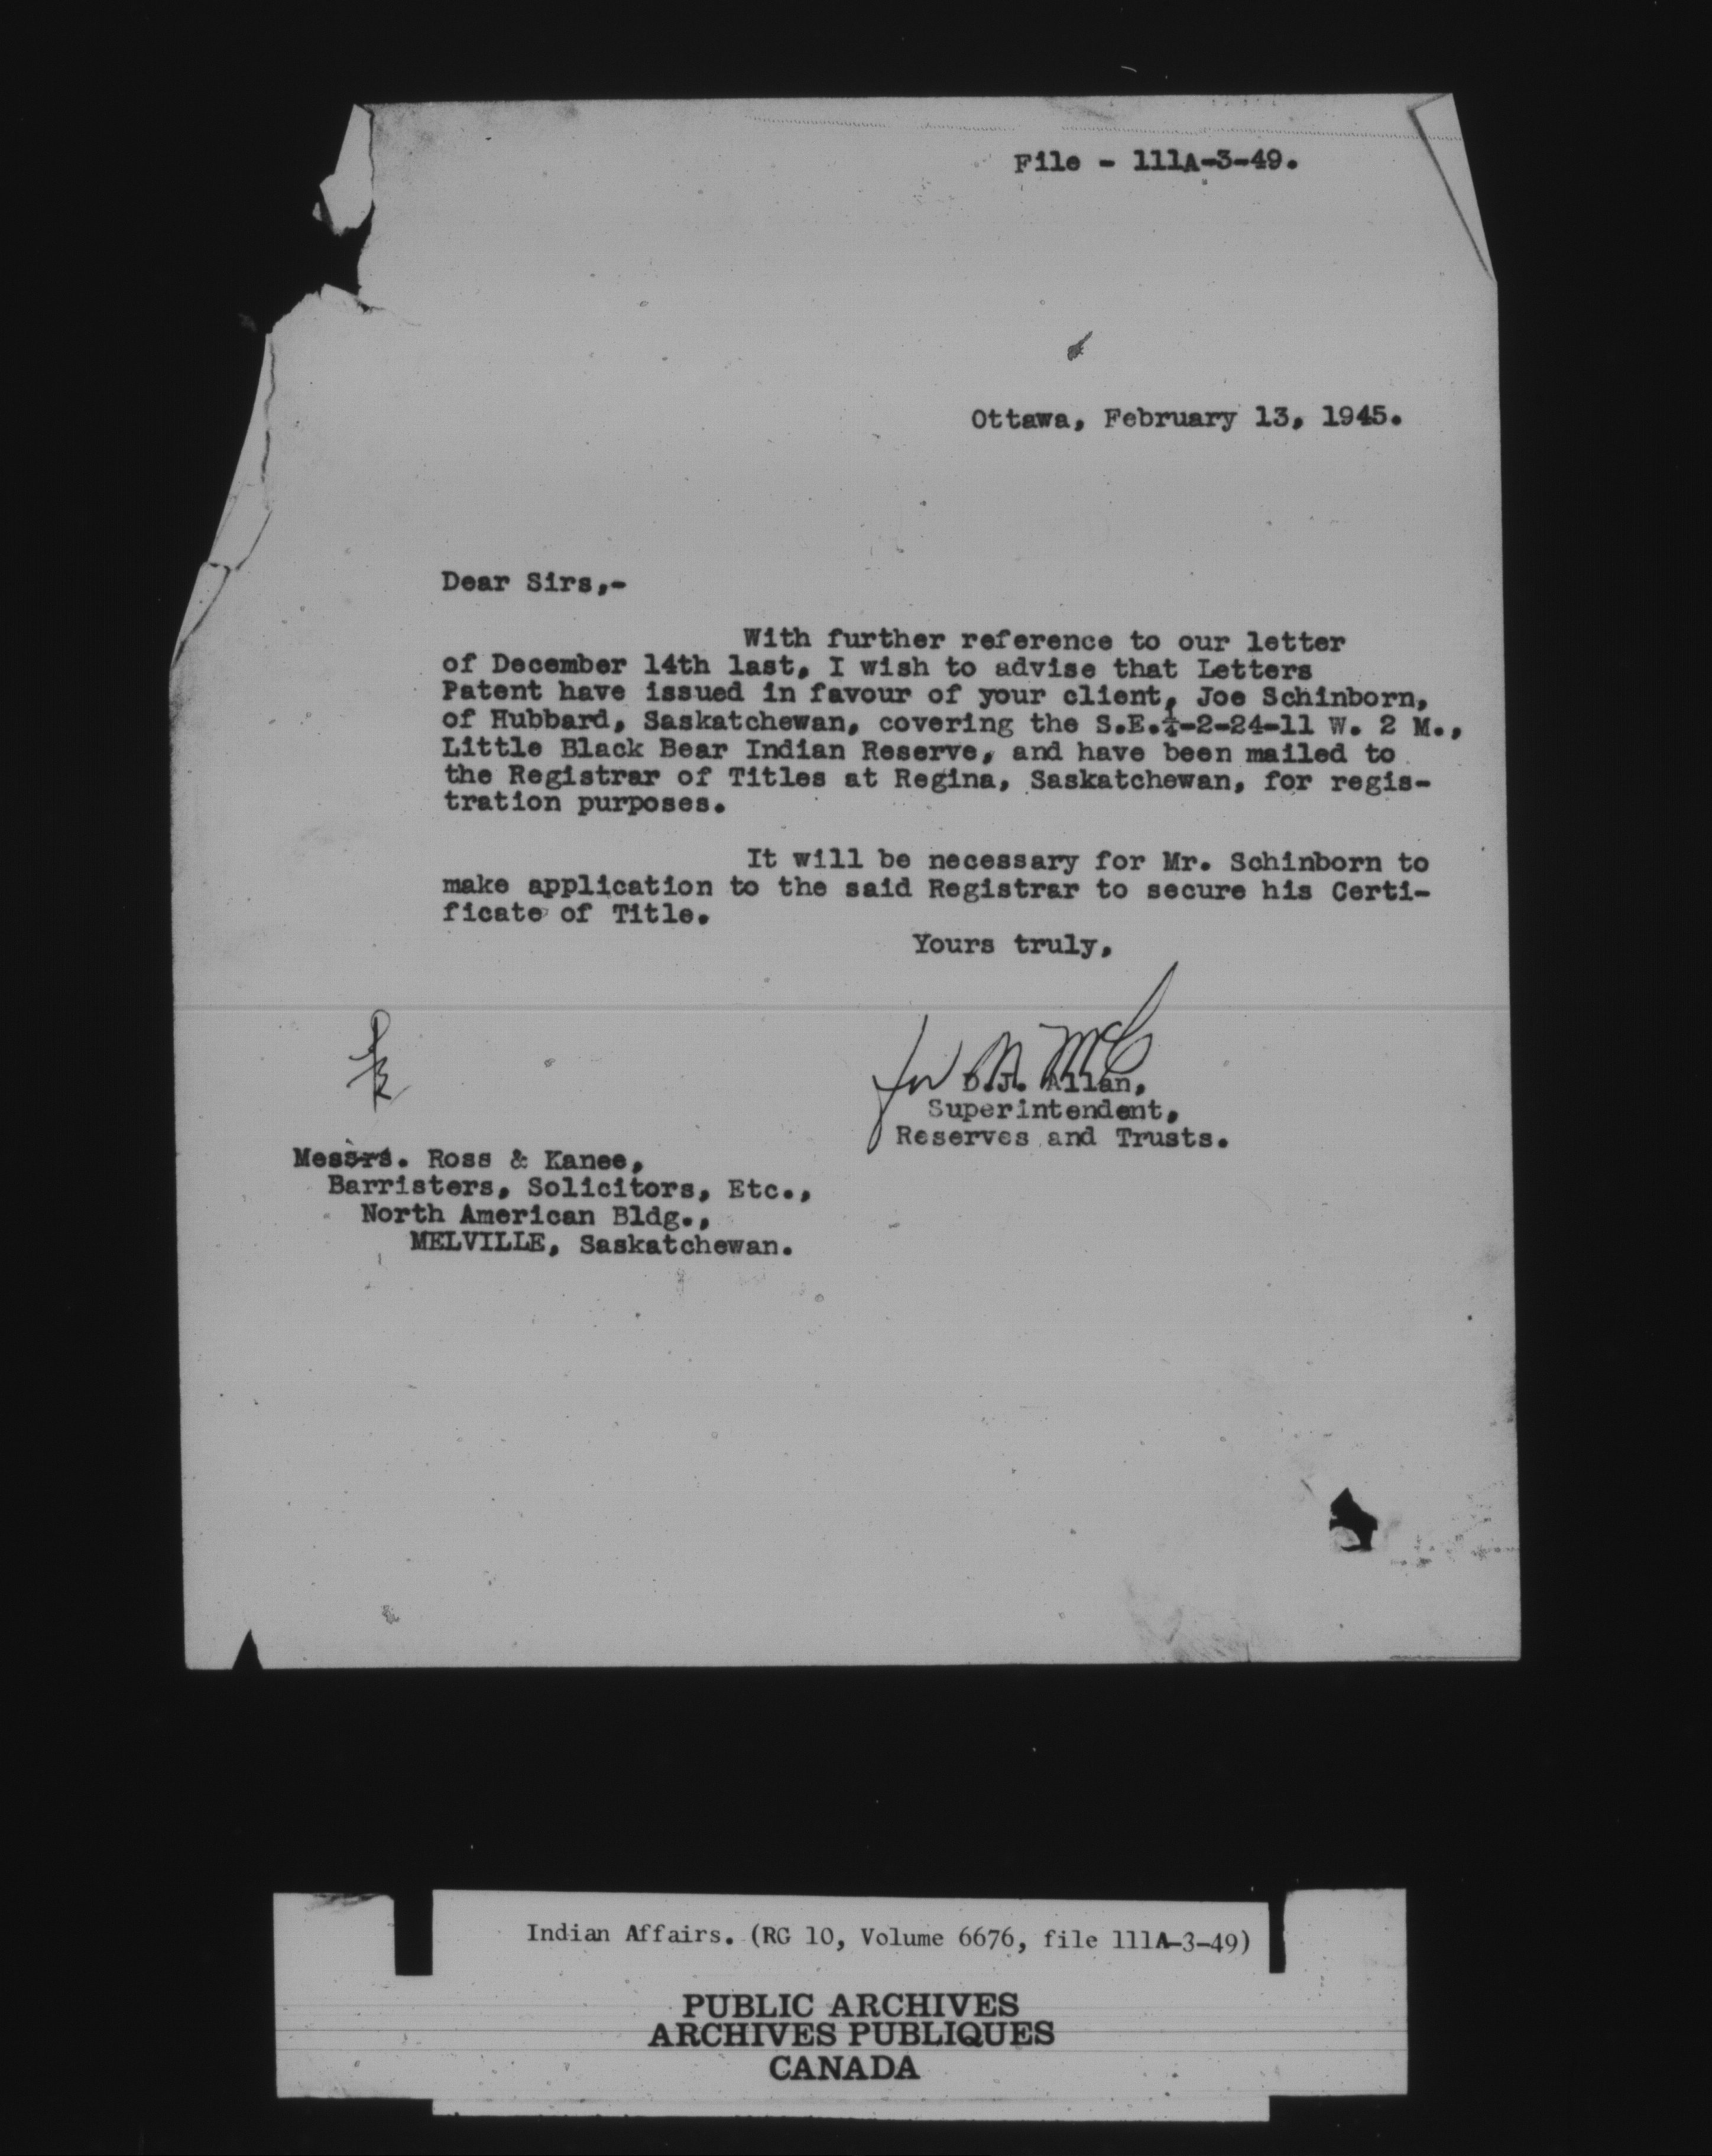 File - 111A-3-49.
Ottawa, February 13, 1945.
Dear Sirs,-
With further reference to our letter
of December 14th last, I wish to advise that Letters
Patent have issued in favour of your client, Joe Schinborn,
of Hubbard, Saskatchewan, covering the S.E.¼-2-24-11 W. 2 M.,
Little Black Bear Indian Reserve, and have been mailed to
the Registrar of Titles at Regina, Saskatchewan, for regis-
tration purposes.
It will be necessary for Mr. Schinborn to
make application to the said Registrar to secure his Certi-
ficate of Title.
Yours truly,
for
D.J. Allan,
Superintendent,
Reserves and Trusts.
Messrs. Ross & Kanee,
Barristers, Solicitors, Etc.,
North American Bldg.,
MELVILLE, Saskatchewan.
Indian Affairs. (RG 10, Volume 6676, file 111A-3-49)
PUBLIC ARCHIVES
ARCHIVES PUBLIQUES
CANADA